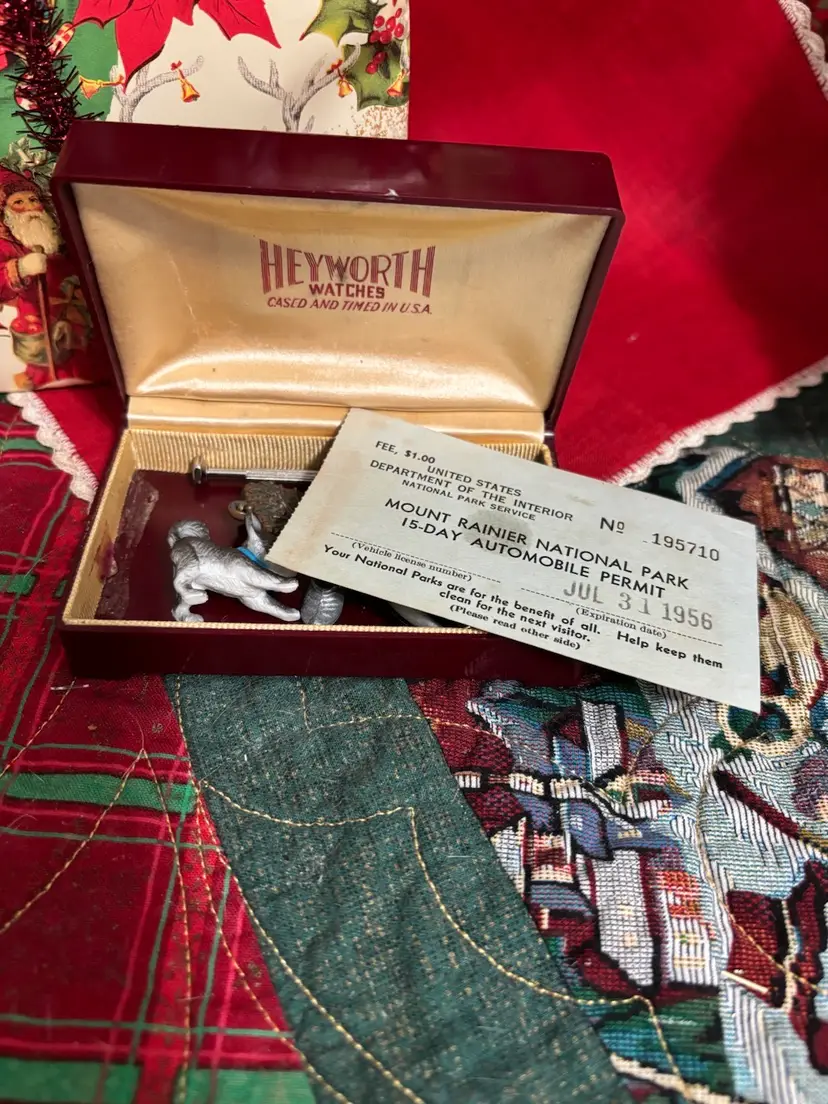 HEYWORTH
WATCHES
CASED AND TIMED IN U.S.A.
FEE, $1.00
UNITED STATES
DEPARTMENT OF THE INTERIOR
NATIONAL PARK SERVICE
Nº 195710
MOUNT RAINIER NATIONAL PARK
15-DAY AUTOMOBILE PERMIT
JUL 31 1956
(Vehicle license number) (Expiration date)
Your National Parks are for the benefit of all. Help keep them
clean for the next visitor.
(Please read other side)